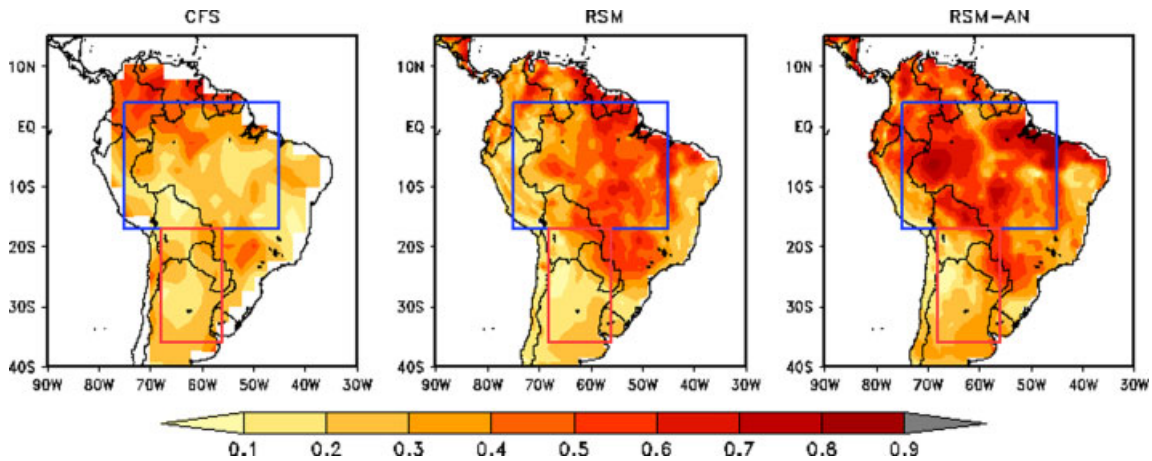 CFS RSM RSM-AN
10N 10N 10N
EQ EQ EQ
10S 10S 10S
20S 20S 20S
30S 30S 30S
40S 40S 40S
90W 80W 70W 60W 50W 40W 30W 90W 80W 70W 60W 50W 40W 30W 90W 80W 70W 60W 50W 40W 30W
0.1 0.2 0.3 0.4 0.5 0.6 0.7 0.8 0.9